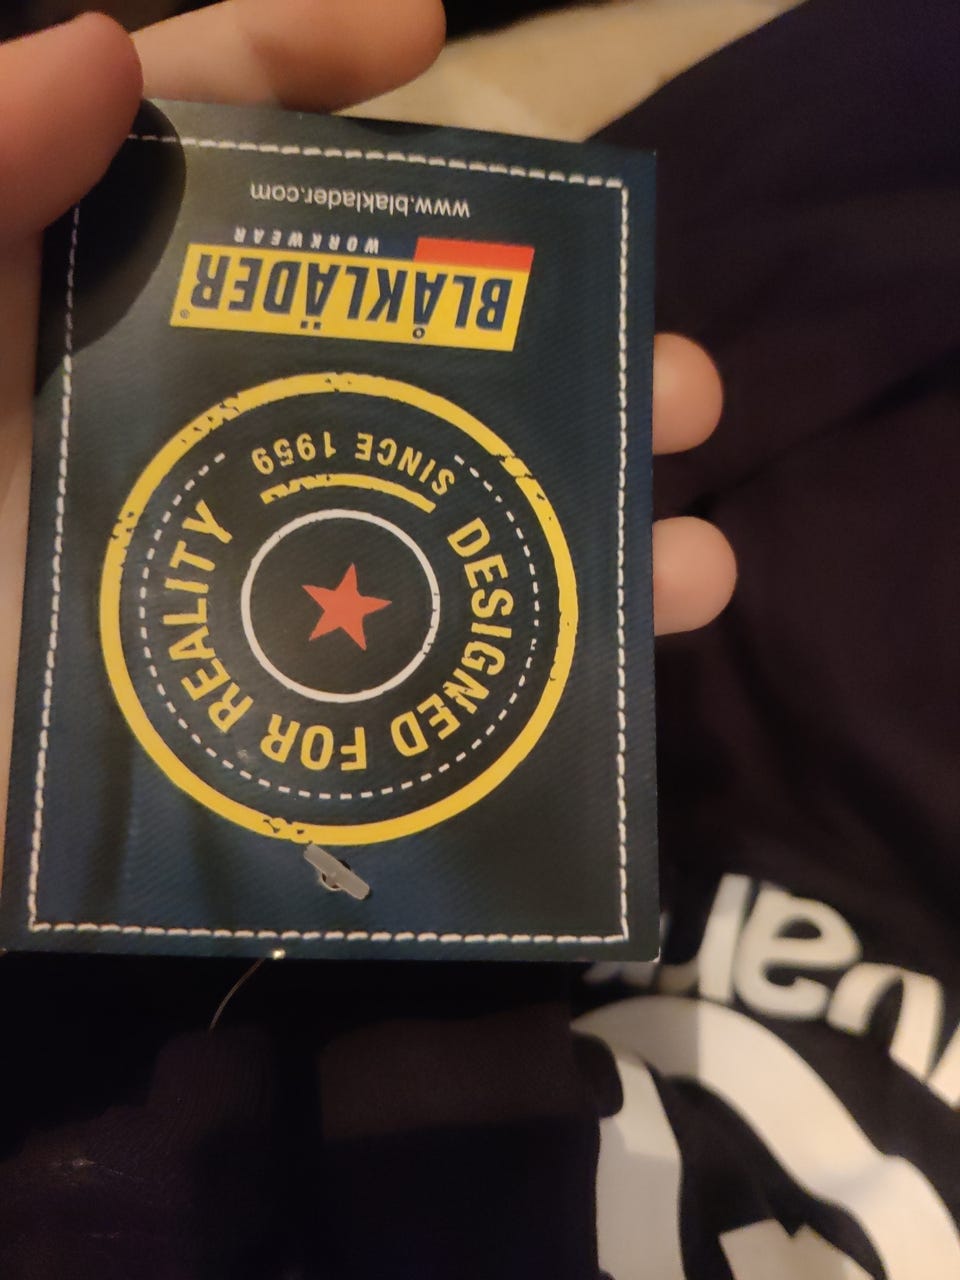 DESIGNED FOR REALITY
SINCE 1959
BLÅKLÄDER®
WORKWEAR
www.blaklader.com